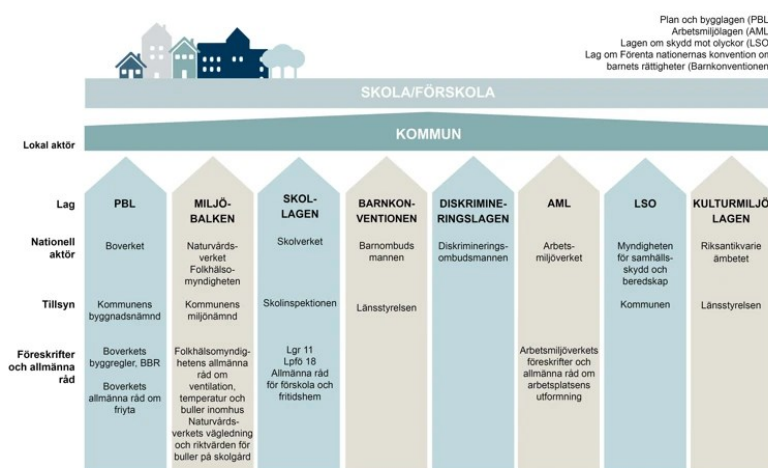 Plan och bygglagen (PBL
Arbetsmiljölagen (AML
Lagen om skydd mot olyckor (LSO
Lag om Förenta nationernas konvention om
barnets rättigheter (Barnkonventionen
SKOLA/FÖRSKOLA
KOMMUN
Lokal aktör
Lag
PBL
MILJÖ-
BALKEN
SKOL-
LAGEN
BARNKON-
VENTIONEN
DISKRIMINE-
RINGSLAGEN
AML
LSO
KULTURMILJÖ
LAGEN
Nationell
aktör
Boverket
Naturvårds-
verket
Folkhälso-
myndigheten
Skolverket
Barnombuds
mannen
Diskriminerings-
ombudsmannen
Arbets-
miljöverket
Myndigheten
för samhälls-
skydd och
beredskap
Riksantikvarie
ämbetet
Tillsyn
Kommunens
byggnadsnämnd
Kommunens
miljönämnd
Skolinspektionen
Länsstyrelsen
Kommunen
Länsstyrelsen
Föreskrifter
och allmänna
råd
Boverkets
byggregler, BBR
Boverkets
allmänna råd om
friyta
Folkhälsomyndig-
hetens allmänna
råd om
ventilation,
temperatur och
buller inomhus
Naturvårds-
verkets vägledning
och riktvärden för
buller på skolgård
Lgr 11
Lpfö 18
Allmänna råd
för förskola och
fritidshem
Arbetsmiljöverkets
föreskrifter och
allmänna råd om
arbetsplatsens
utformning